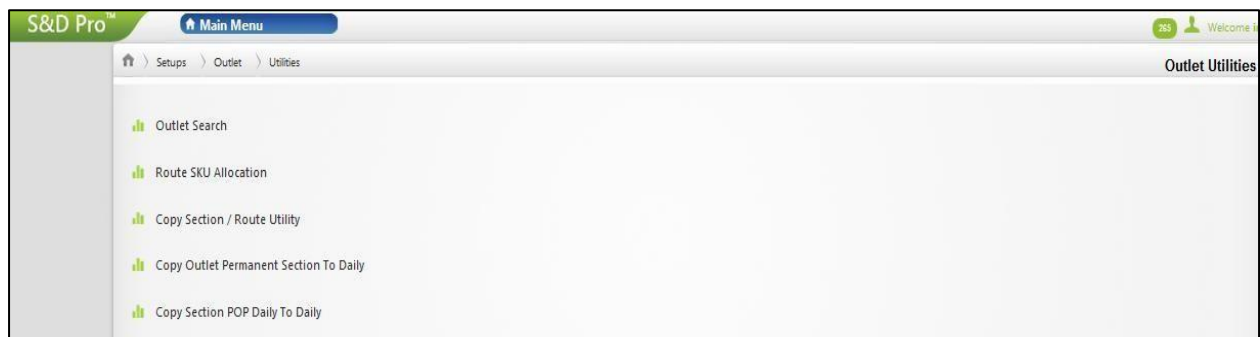 S&D Pro™
Main Menu
265 Welcome
Setups Outlet Utilities
Outlet Utilities
Outlet Search
Route SKU Allocation
Copy Section / Route Utility
Copy Outlet Permanent Section To Daily
Copy Section POP Daily To Daily